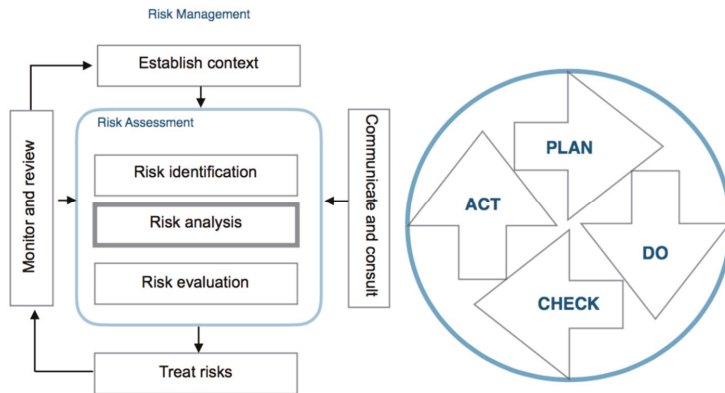 Risk Management
Establish context
Risk Assessment
Risk identification
Risk analysis
Risk evaluation
Treat risks
Monitor and review
Communicate and consult
PLAN
DO
CHECK
ACT